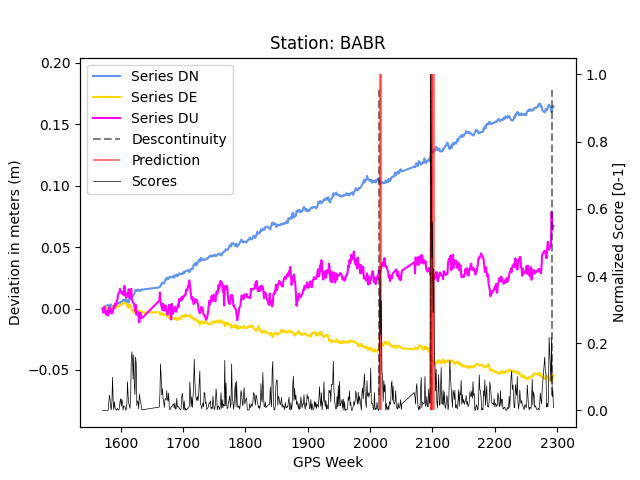 Station: BABR
0.20
0.15
0.10
0.05
0.00
−0.05
Deviation in meters (m)
Series DN
Series DE
Series DU
Descontinuity
Prediction
Scores
1.0
0.8
0.6
0.4
0.2
0.0
Normalized Score [0-1]
1600 1700 1800 1900 2000 2100 2200 2300
GPS Week